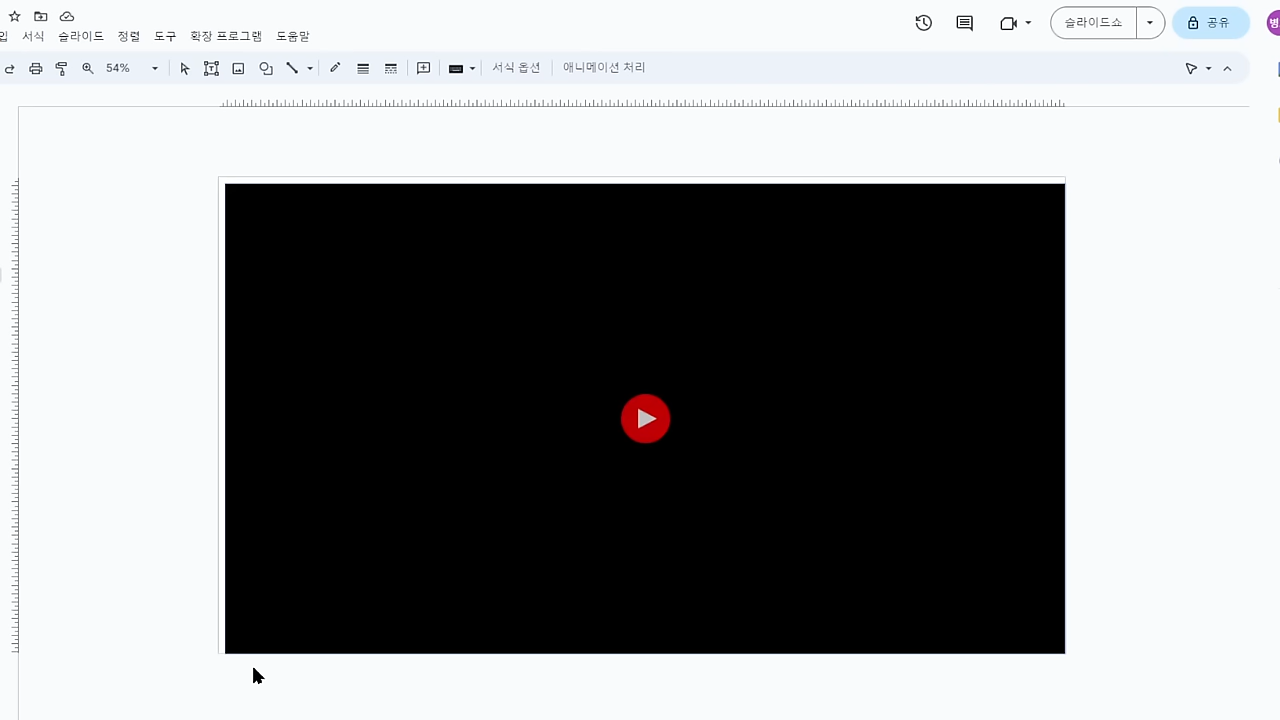 입 서식 슬라이드 정렬 도구 확장 프로그램 도움말
슬라이드쇼
공유
54%
서식 옵션
애니메이션 처리